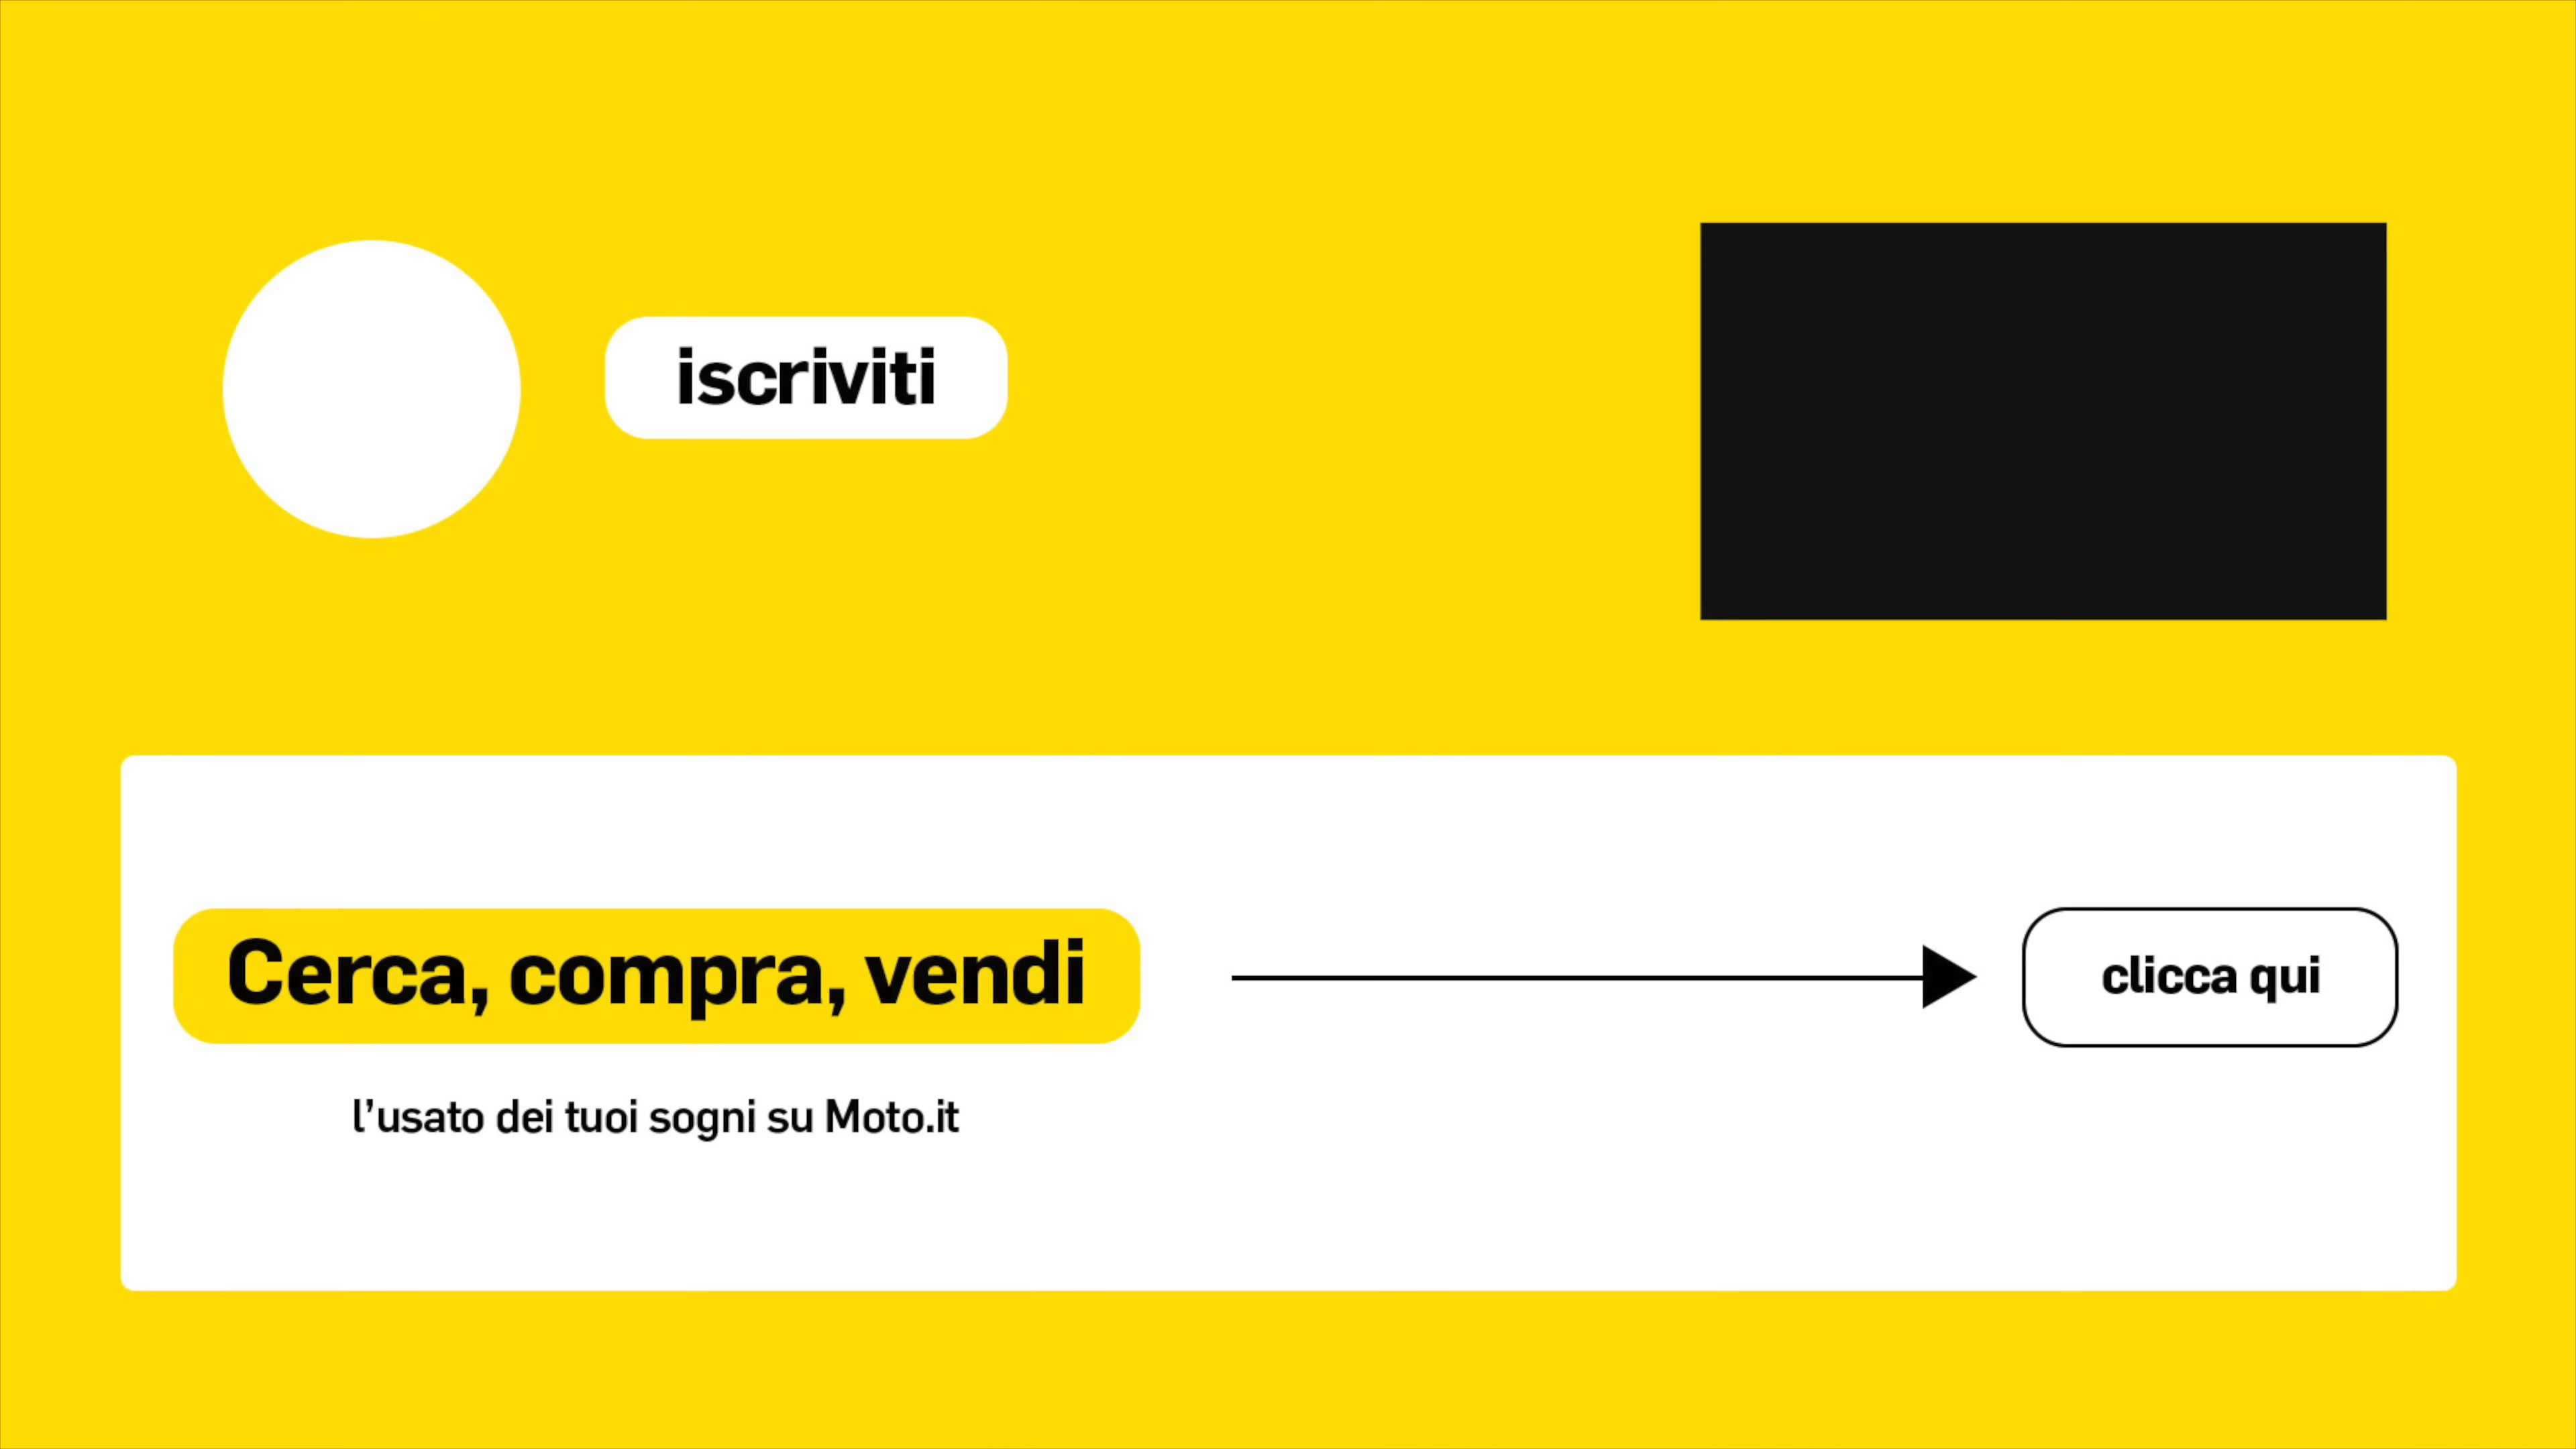 iscriviti
Cerca, compra, vendi
clicca qui
l’usato dei tuoi sogni su Moto.it